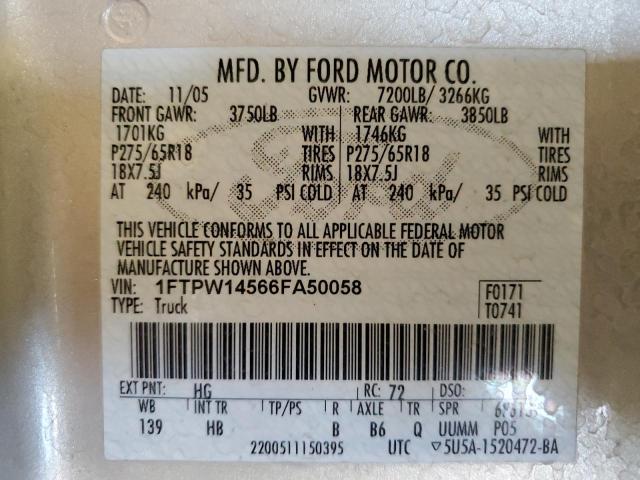 MFD. BY FORD MOTOR CO.
DATE: 11/05 GVWR: 7200LB/ 3266KG
FRONT GAWR: 3750LB REAR GAWR: 3850LB
1701KG WITH 1746KG WITH
P275/65R18 TIRES P275/65R18 TIRES
18X7.5J RIMS 18X7.5J RIMS
AT 240 kPa/ 35 PSI COLD AT 240 kPa/ 35 PSI COLD
THIS VEHICLE CONFORMS TO ALL APPLICABLE FEDERAL MOTOR
VEHICLE SAFETY STANDARDS IN EFFECT ON THE DATE OF
MANUFACTURE SHOWN ABOVE.
VIN: 1FTPW14566FA50058 F0171
TYPE: Truck T0741
EXT PNT: HG RC: 72 DSO:
WB INT TR TP/PS R AXLE TR SPR
139 HB B B6 Q UUMM P05
2200511150395 UTC ▽5U5A-1520472-BA